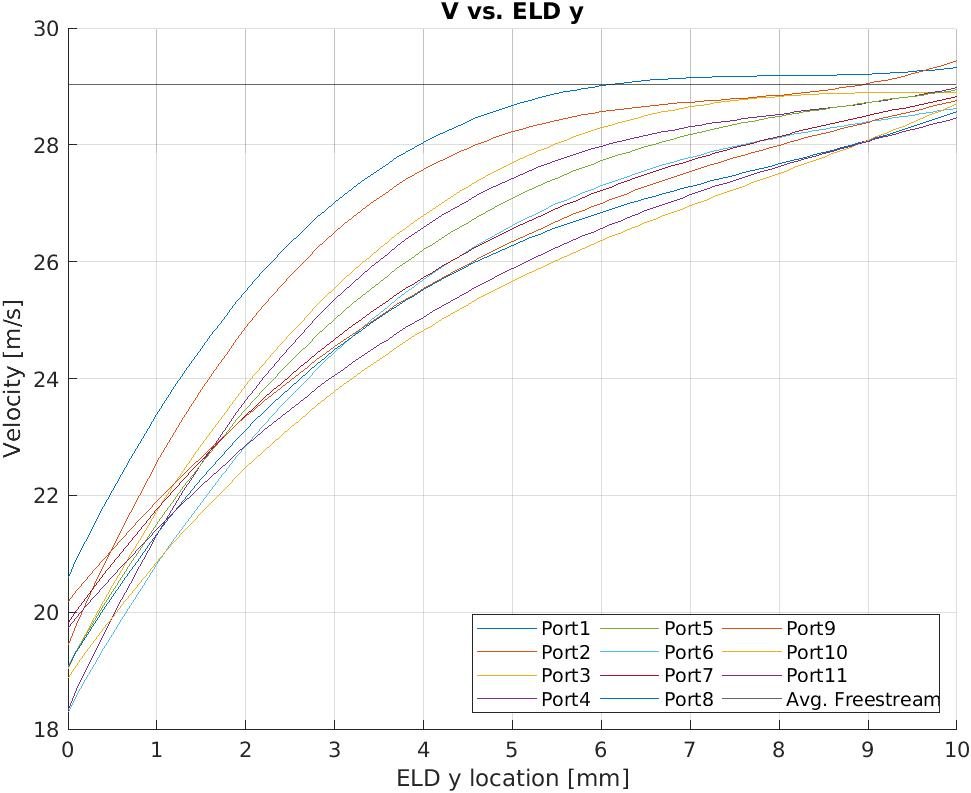 V vs. ELD y
30
28
26
24
22
20
18
Velocity [m/s]
0 1 2 3 4 5 6 7 8 9 10
ELD y location [mm]
Port1 Port5 Port9
Port2 Port6 Port10
Port3 Port7 Port11
Port4 Port8 Avg. Freestream